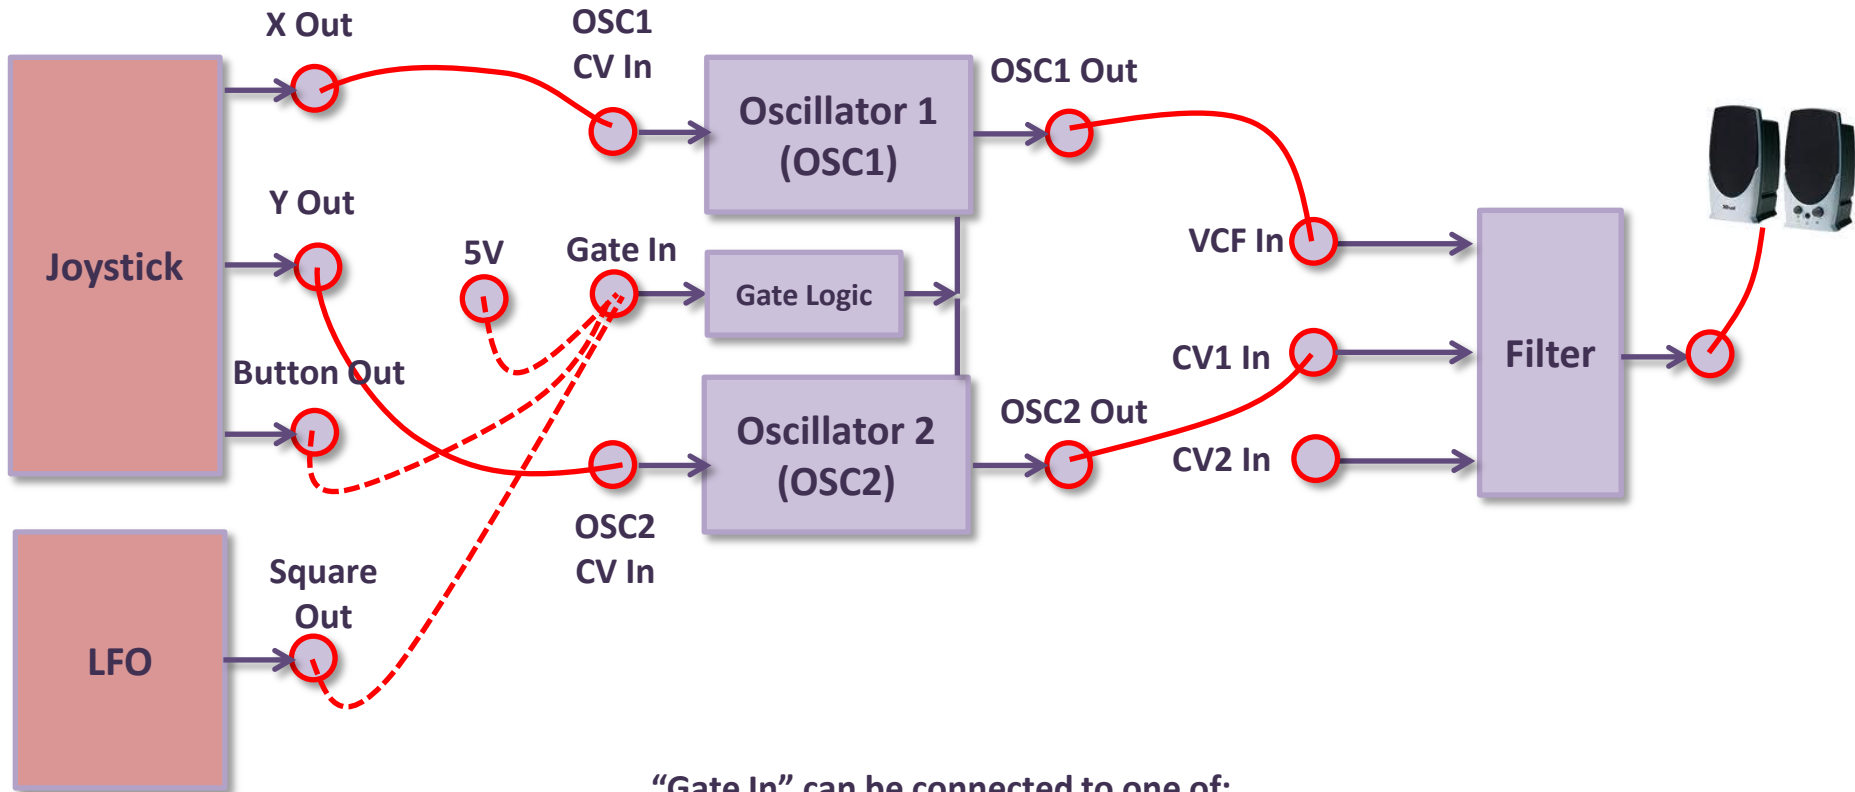 X Out
OSC1
CV In
Oscillator 1
(OSC1)
OSC1 Out
Joystick
Y Out
5V
Gate In
Gate Logic
VCF In
Button Out
CV1 In
Filter
Oscillator 2
(OSC2)
OSC2 Out
CV2 In
OSC2
CV In
LFO
Square
Out
“Gate In” can be connected to one of: